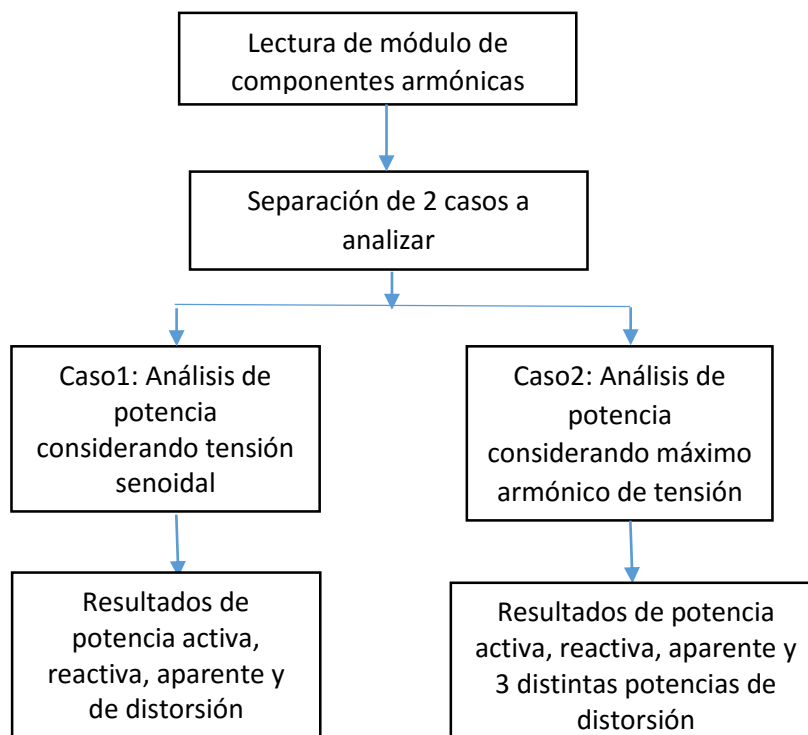 Lectura de módulo de
componentes armónicas
Separación de 2 casos a
analizar
Caso1: Análisis de
potencia
considerando tensión
senoidal
Caso2: Análisis de
potencia
considerando máximo
armónico de tensión
Resultados de
potencia activa,
reactiva, aparente y
de distorsión
Resultados de potencia
activa, reactiva, aparente y
3 distintas potencias de
distorsión